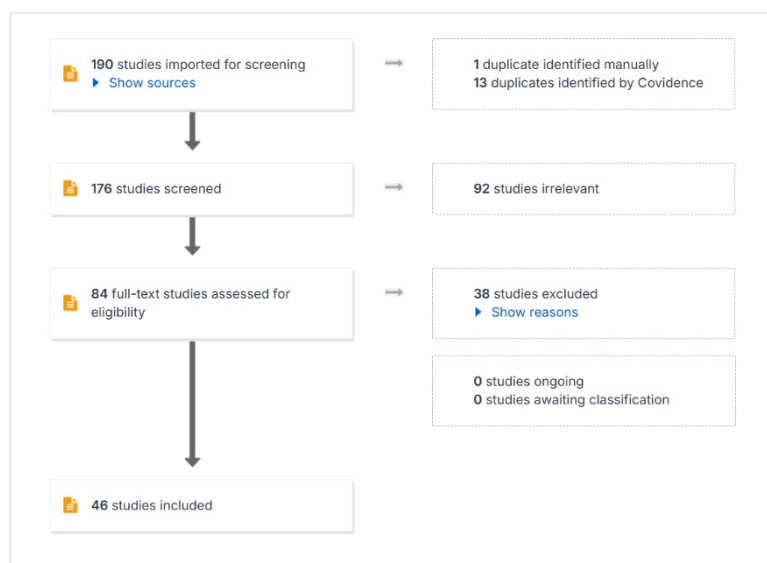 190 studies imported for screening
Show sources
1 duplicate identified manually
13 duplicates identified by Covidence
176 studies screened
92 studies irrelevant
84 full-text studies assessed for
eligibility
38 studies excluded
Show reasons
0 studies ongoing
0 studies awaiting classification
46 studies included